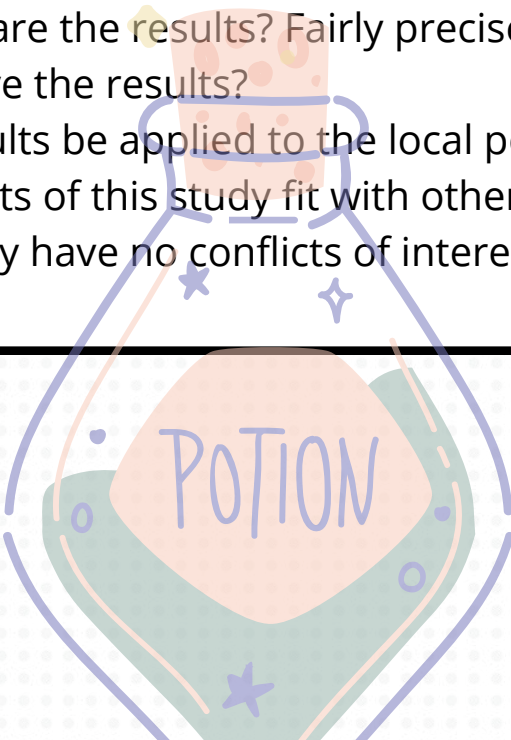 are the results? Fairly precise
e the results?
ults be applied to the local p
ts of this study fit with other
y have no conflicts of intere
POTION